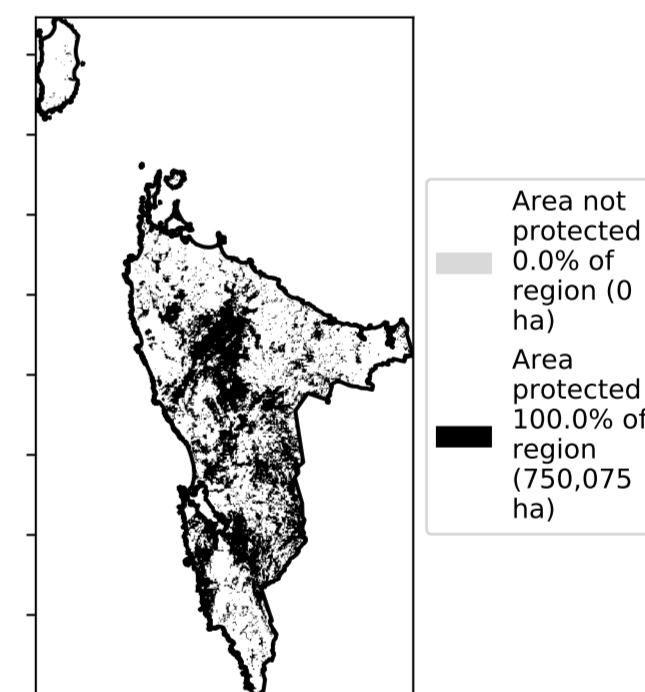 Area not
protected
0.0% of
region (0
ha)
Area
protected
100.0% of
region
(750,075
ha)